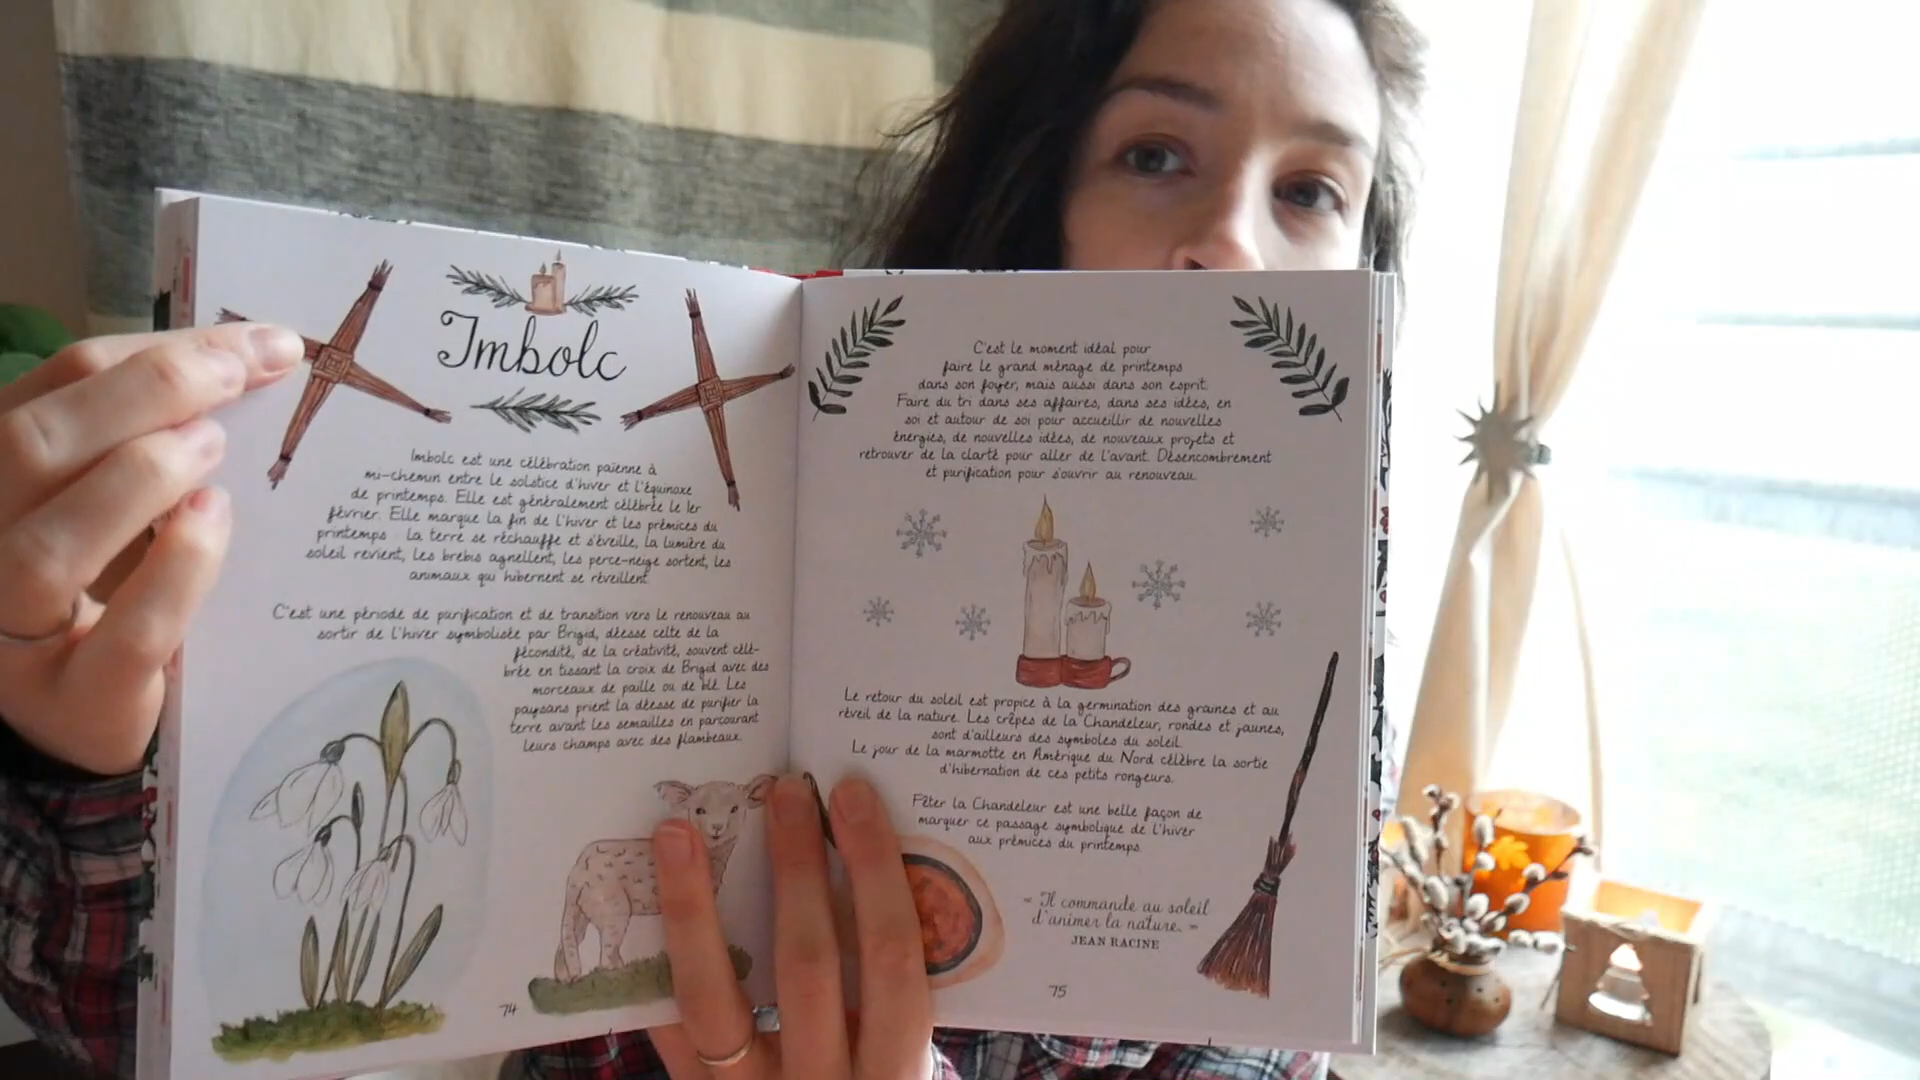 Imbolc
Imbolc est une célébration païenne à
mi-chemin entre le solstice d'hiver et l'équinoxe
de printemps. Elle est généralement célébrée le 1er
février. Elle marque la fin de l'hiver et les prémices du
printemps : la terre se réchauffe et s'éveille, la lumière du
soleil revient, les brebis agnellent, les perce-neige sortent, les
animaux qui hibernent se réveillent.
C'est une période de purification et de transition vers le renouveau au
sortir de l'hiver symbolisée par Brigid, déesse celte de la
fécondité, de la créativité, souvent célé-
brée en tissant la croix de Brigid avec des
morceaux de paille ou de blé. Les
paysans prient la déesse de purifier la
terre avant les semailles en parcourant
leurs champs avec des flambeaux.
74
C'est le moment idéal pour
faire le grand ménage de printemps
dans son foyer, mais aussi dans son esprit.
Faire du tri dans ses affaires, dans ses idées, en
soi et autour de soi pour accueillir de nouvelles
énergies, de nouvelles idées, de nouveaux projets et
retrouver de la clarté pour aller de l'avant. Désencombrement
et purification pour s'ouvrir au renouveau.
Le retour du soleil est propice à la germination des graines et au
réveil de la nature. Les crêpes de la Chandeleur, rondes et jaunes,
sont d'ailleurs des symboles du soleil.
Le jour de la marmotte en Amérique du Nord célèbre la sortie
d'hibernation de ces petits rongeurs.
Fêter la Chandeleur est une belle façon de
marquer ce passage symbolique de l'hiver
aux prémices du printemps.
« Il commande au soleil
d'animer la nature. »
JEAN RACINE
75